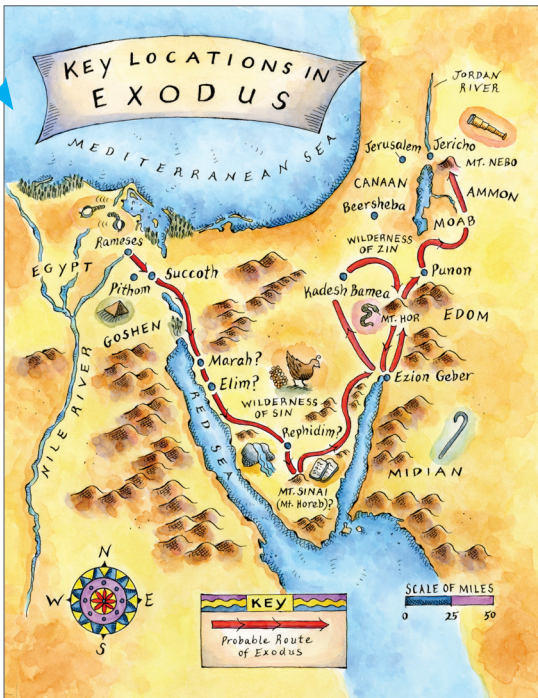 KEY LOCATIONS IN
EXODUS
MEDITERRANEAN SEA
JORDAN
RIVER
Jerusalem
Jericho
MT. NEBO
CANAAN
AMMON
Beersheba
MOAB
WILDERNESS
OF ZIN
Rameses
EGYPT
Succoth
Pithom
Punon
Kadesh Barnea
GOSHEN
MT. HOR
EDOM
Marah?
Elim?
Ezion Geber
WILDERNESS
OF SIN
RED SEA
NILE RIVER
Rephidim?
MIDIAN
MT. SINAI
(Mt. Horeb)?
N
W
E
S
KEY
Probable Route
of Exodus
SCALE OF MILES
0 25 50